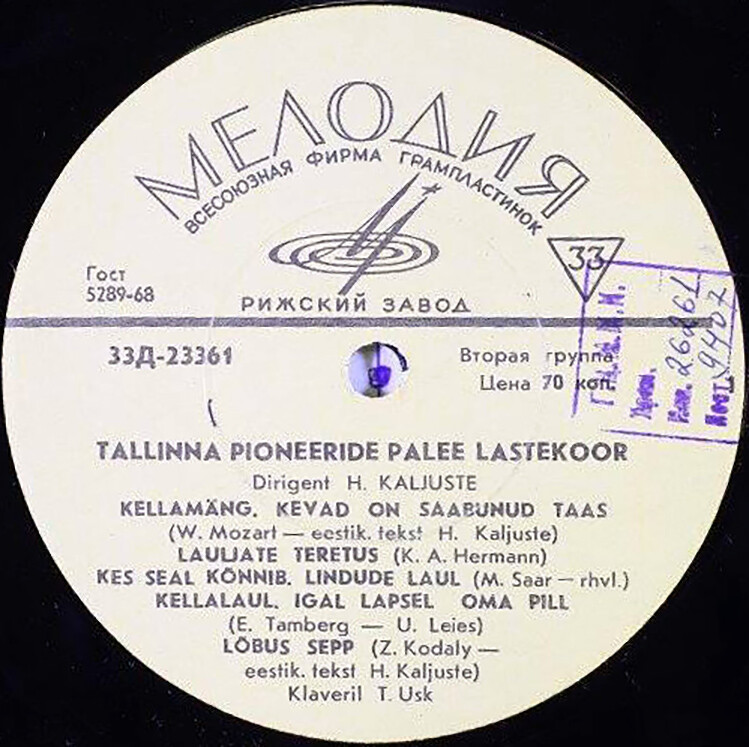 МЕЛОДИЯ
ВСЕСОЮЗНАЯ ФИРМА ГРАМПЛАСТИНОК
33
Гост
5289-68
РИЖСКИЙ ЗАВОД
33Д-23361
Вторая группа
Цена 70 коп.
Инв. 26261
TALLINNA PIONEERIDE PALEE LASTEKOOR
Dirigent H. KALJUSTE
KELLAMÄNG. KEVAD ON SAABUNUD TAAS
(W. Mozart — eestik. tekst H. Kaljuste)
LAULJATE TERETUS (K. A. Hermann)
KES SEAL KÕNNIB. LINDUDE LAUL (M. Saar — rhvl.)
KELLALAUL. IGAL LAPSEL OMA PILL
(E. Tamberg — U. Leies)
LÕBUS SEPP (Z. Kodaly —
eestik. tekst H. Kaljuste)
Klaveril T. Usk